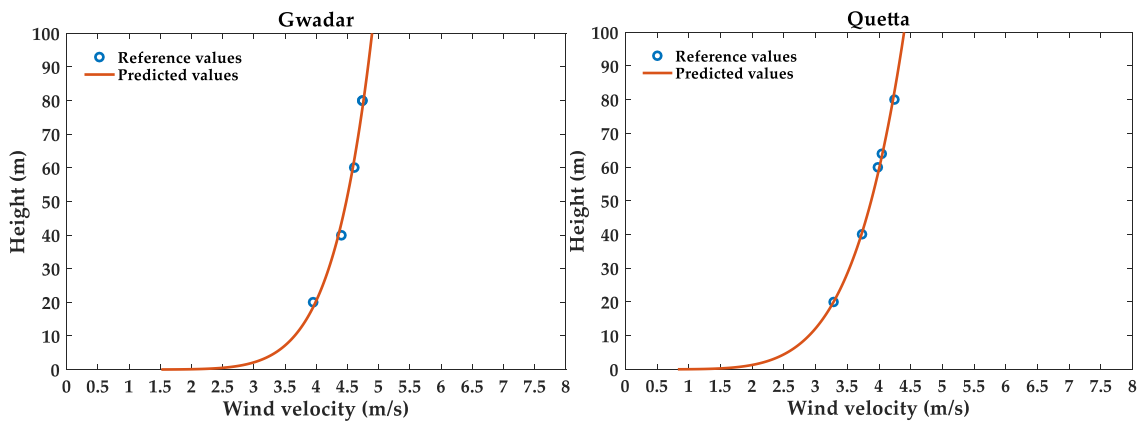 Gwadar
Reference values
Predicted values
100
90
80
70
60
50
40
30
20
10
0
Height (m)
0 0.5 1 1.5 2 2.5 3 3.5 4 4.5 5 5.5 6 6.5 7 7.5 8
Wind velocity (m/s)
Quetta
Reference values
Predicted values
100
90
80
70
60
50
40
30
20
10
0
Height (m)
0 0.5 1 1.5 2 2.5 3 3.5 4 4.5 5 5.5 6 6.5 7 7.5 8
Wind velocity (m/s)